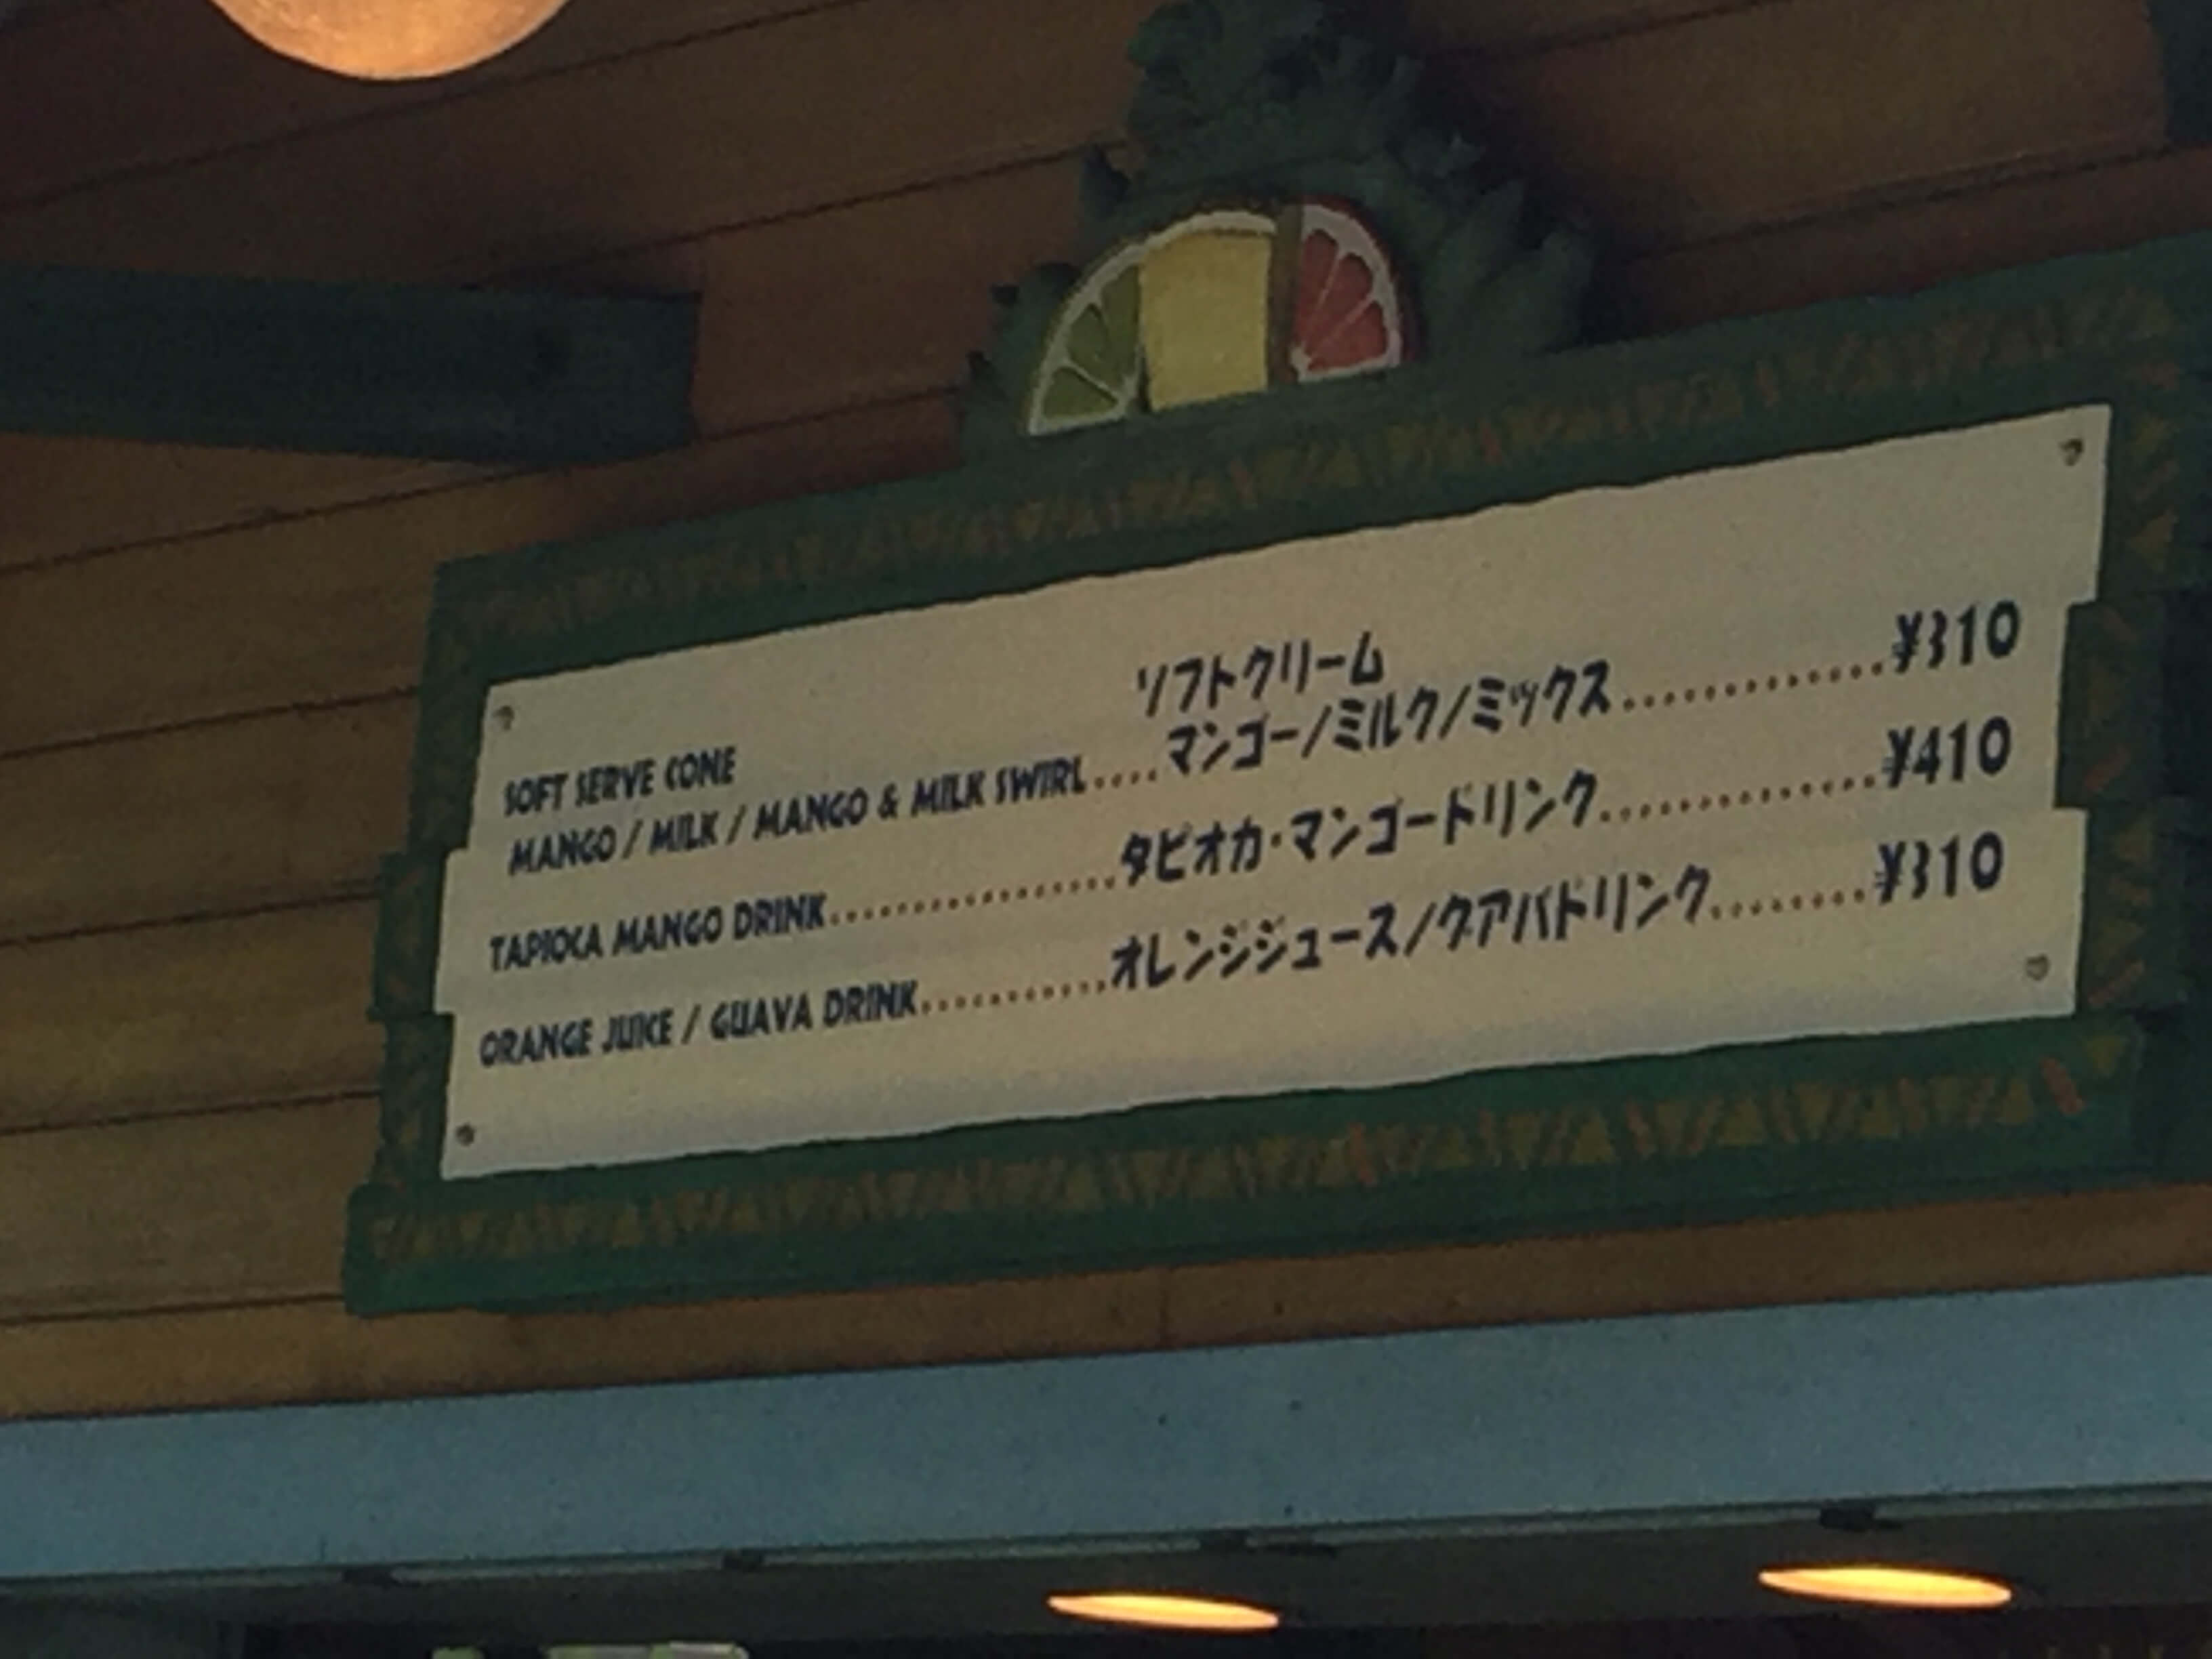 SOFT SERVE CONE ソフトクリーム
MANGO / MILK / MANGO & MILK SWIRL....マンゴー/ミルク/ミックス.............¥310
TAPIOCA MANGO DRINK..................タピオカ・マンゴードリンク..............¥410
ORANGE JUICE / GUAVA DRINK............オレンジジュース/グアバドリンク........¥310